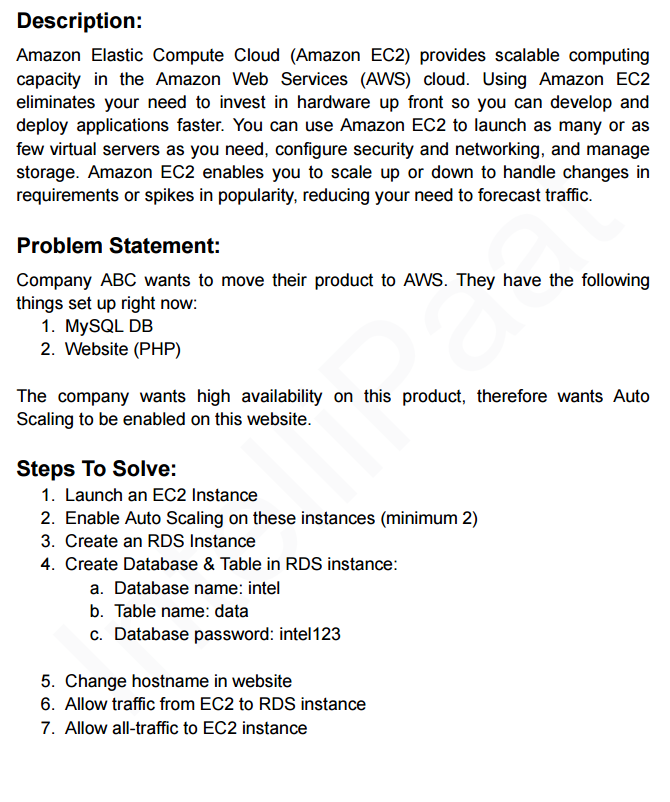 Description:
Amazon Elastic Compute Cloud (Amazon EC2) provides scalable computing
capacity in the Amazon Web Services (AWS) cloud. Using Amazon EC2
eliminates your need to invest in hardware up front so you can develop and
deploy applications faster. You can use Amazon EC2 to launch as many or as
few virtual servers as you need, configure security and networking, and manage
storage. Amazon EC2 enables you to scale up or down to handle changes in
requirements or spikes in popularity, reducing your need to forecast traffic.
Problem Statement:
Company ABC wants to move their product to AWS. They have the following
things set up right now:
1. MySQL DB
2. Website (PHP)
The company wants high availability on this product, therefore wants Auto
Scaling to be enabled on this website.
Steps To Solve:
1. Launch an EC2 Instance
2. Enable Auto Scaling on these instances (minimum 2)
3. Create an RDS Instance
4. Create Database & Table in RDS instance:
a. Database name: intel
b. Table name: data
c. Database password: intel123
5. Change hostname in website
6. Allow traffic from EC2 to RDS instance
7. Allow all-traffic to EC2 instance